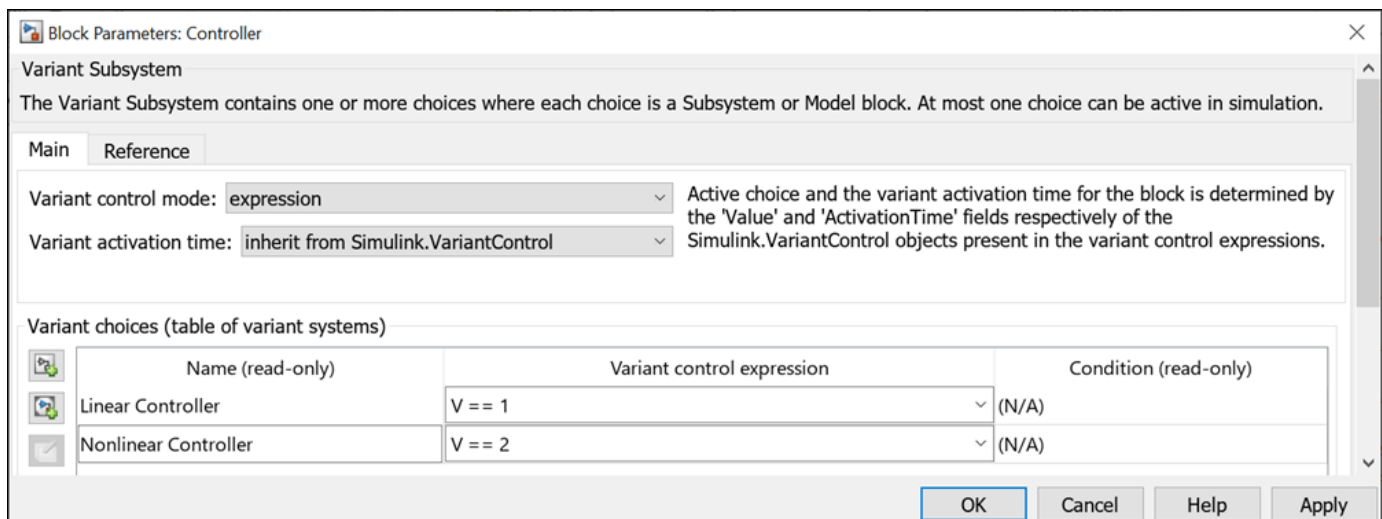 Block Parameters: Controller
Variant Subsystem
The Variant Subsystem contains one or more choices where each choice is a Subsystem or Model block. At most one choice can be active in simulation.
Main Reference
Variant control mode: expression
Variant activation time: inherit from Simulink.VariantControl
Active choice and the variant activation time for the block is determined by
the 'Value' and 'ActivationTime' fields respectively of the
Simulink.VariantControl objects present in the variant control expressions.
Variant choices (table of variant systems)
Name (read-only) Variant control expression Condition (read-only)
Linear Controller V == 1 (N/A)
Nonlinear Controller V == 2 (N/A)
OK Cancel Help Apply